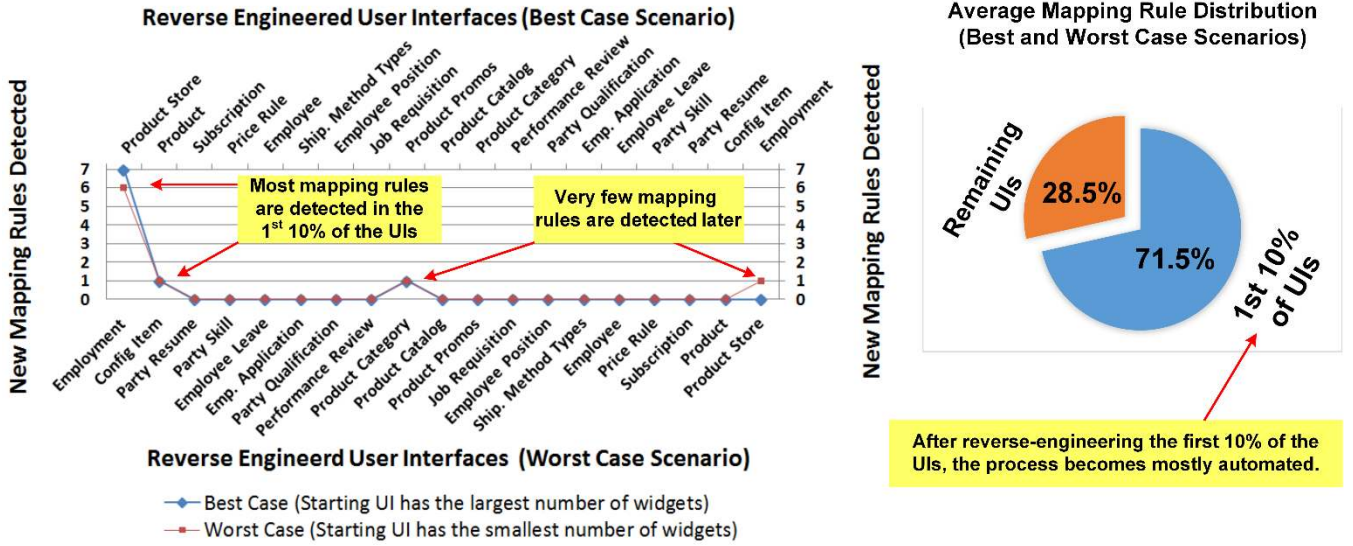 Reverse Engineered User Interfaces (Best Case Scenario)
New Mapping Rules Detected
Product Store
Product
Subscription
Price Rule
Employee
Ship. Method Types
Employee Position
Job Requisition
Product Promos
Product Catalog
Product Category
Performance Review
Party Qualification
Emp. Application
Employee Leave
Party Skill
Party Resume
Config Item
Employment
7
6
5
4
3
2
1
0
Most mapping rules
are detected in the
1st 10% of the UIs
Very few mapping
rules are detected later
7
6
5
4
3
2
1
0
New Mapping Rules Detected
Employment
Config Item
Party Resume
Party Skill
Employee Leave
Emp. Application
Party Qualification
Performance Review
Product Category
Product Catalog
Product Promos
Job Requisition
Employee Position
Ship. Method Types
Employee
Price Rule
Subscription
Product
Product Store
Reverse Engineerd User Interfaces (Worst Case Scenario)
Best Case (Starting UI has the largest number of widgets)
Worst Case (Starting UI has the smallest number of widgets)
Average Mapping Rule Distribution
(Best and Worst Case Scenarios)
Remaining
UIs
28.5%
71.5%
1st 10%
of UIs
After reverse-engineering the first 10% of the
UIs, the process becomes mostly automated.